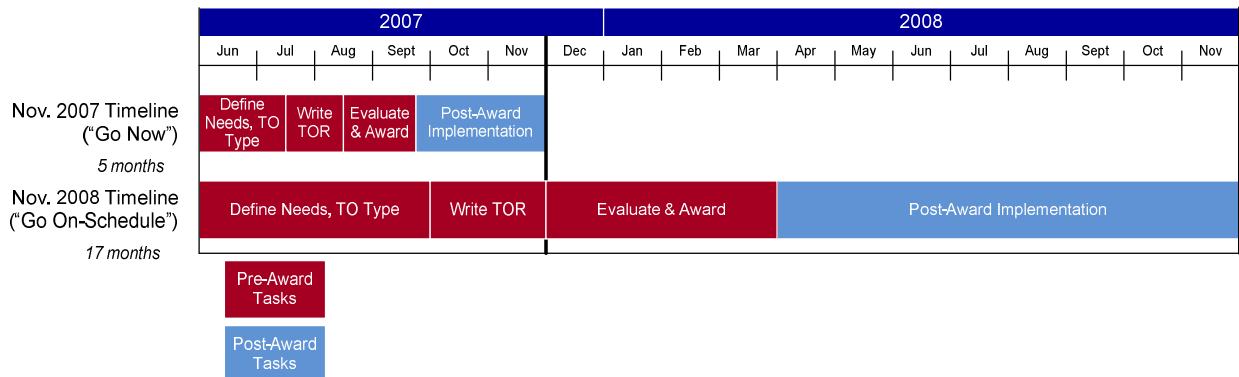 2007 2008
Jun Jul Aug Sept Oct Nov Dec Jan Feb Mar Apr May Jun Jul Aug Sept Oct Nov
Nov. 2007 Timeline
("Go Now")
5 months
Define
Needs, TO
Type
Write
TOR
Evaluate
& Award
Post-Award
Implementation
Nov. 2008 Timeline
("Go On-Schedule")
17 months
Define Needs, TO Type
Write TOR
Evaluate & Award
Post-Award Implementation
Pre-Award
Tasks
Post-Award
Tasks